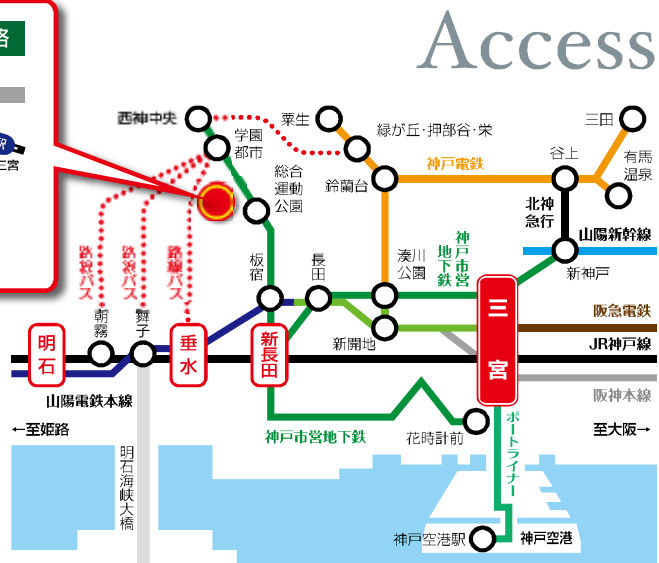 Access
駅
三宮
西神中央
学園
都市
粟生
緑が丘・押部谷・栄
三田
総合
運動
公園
鈴蘭台
神戸電鉄
谷上
有馬
温泉
北神
急行
山陽新幹線
新神戸
路線バス
路線バス
路線バス
板宿
長田
湊川
公園
神戸市営
地下鉄
朝霧
舞子
明石
垂水
新長田
新開地
三宮
阪急電鉄
JR神戸線
阪神本線
山陽電鉄本線
←至姫路
神戸市営地下鉄
花時計前
ポートライナー
至大阪→
明石海峡大橋
神戸空港駅
神戸空港